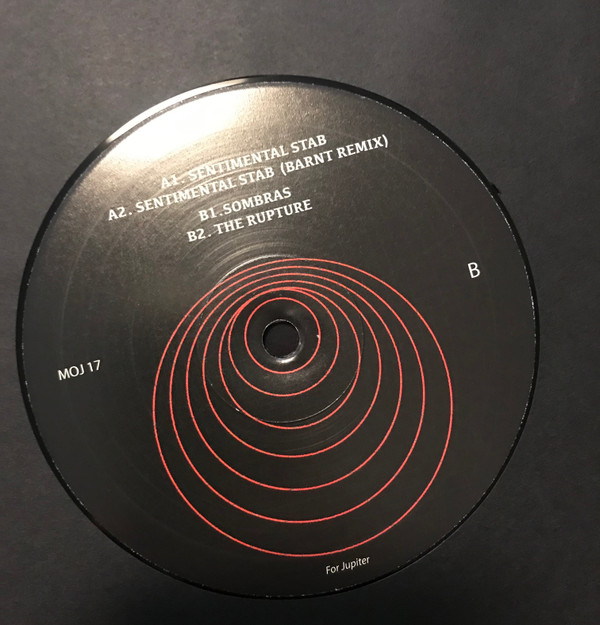 A1. SENTIMENTAL STAB
A2. SENTIMENTAL STAB (BARNT REMIX)
B1.SOMBRAS
B2. THE RUPTURE
B
MOJ 17
For Jupiter